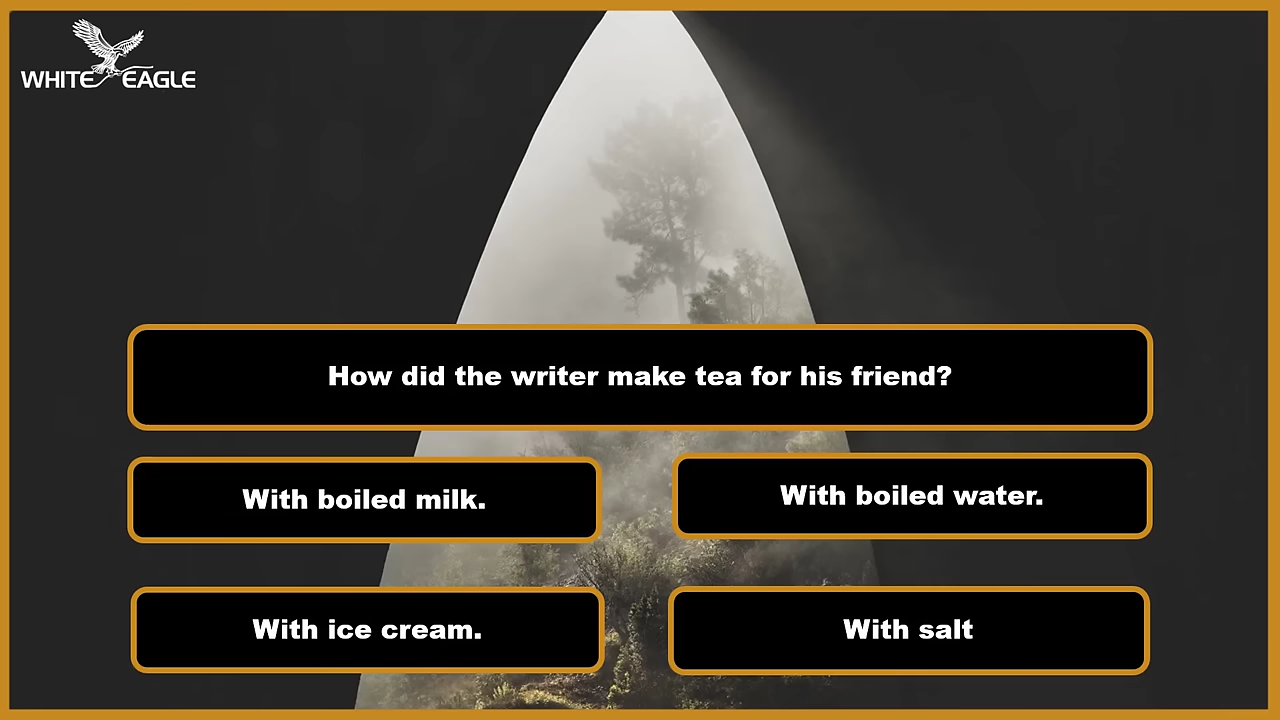 WHITE EAGLE
How did the writer make tea for his friend?
With boiled milk.
With boiled water.
With ice cream.
With salt